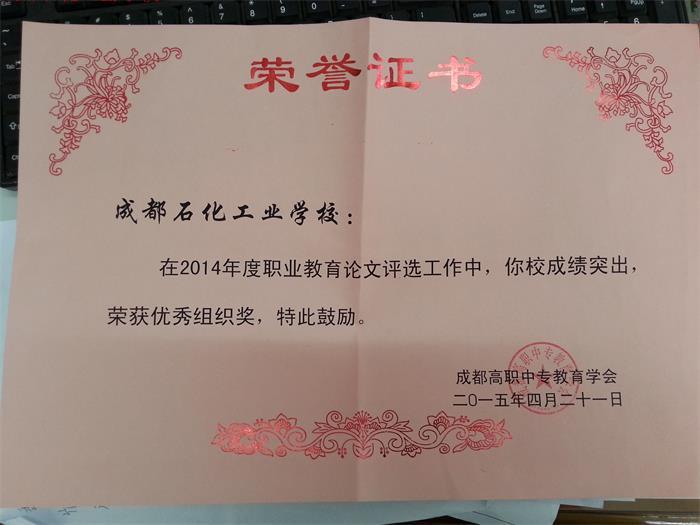 荣誉证书
成都石化工业学校：
在2014年度职业教育论文评选工作中，你校成绩突出，
荣获优秀组织奖，特此鼓励。
成都高职中专教育学会
二〇一五年四月二十一日